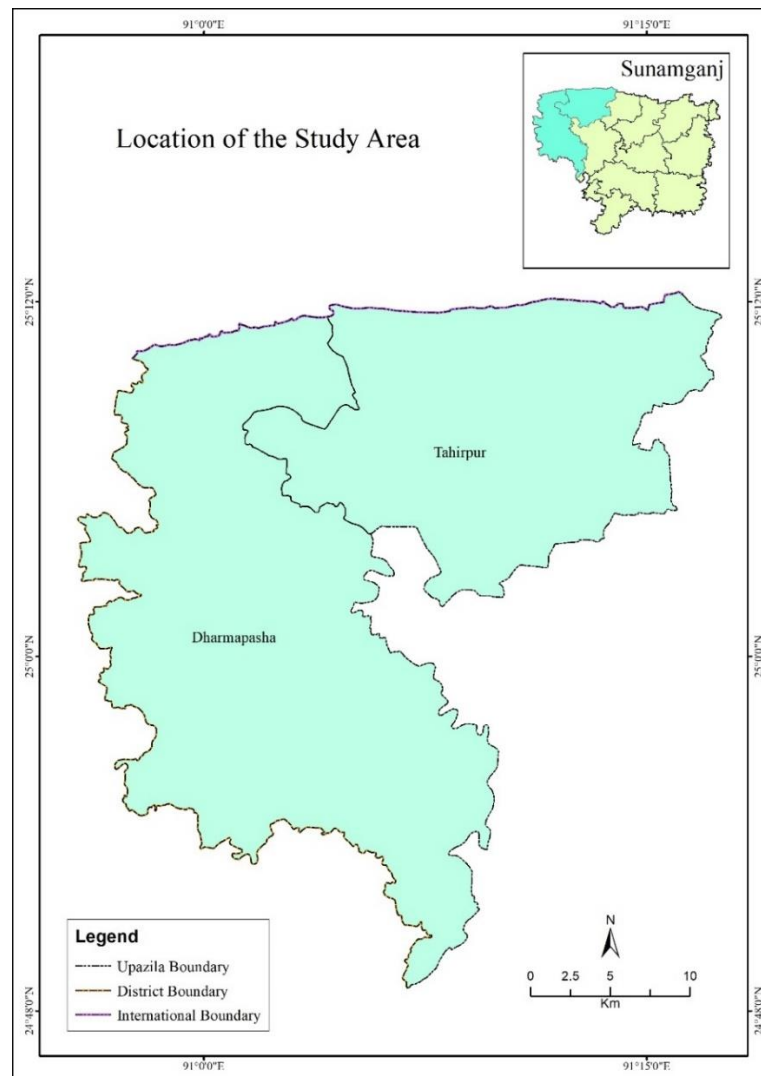 91°0'0"E
91°15'0"E
Sunamganj
Location of the Study Area
25°12'0"N
25°12'0"N
Tahirpur
Dharmapasha
25°0'0"N
25°0'0"N
Legend
Upazila Boundary
District Boundary
International Boundary
N
0 2.5 5 10
Km
24°48'0"N
24°48'0"N
91°0'0"E
91°15'0"E